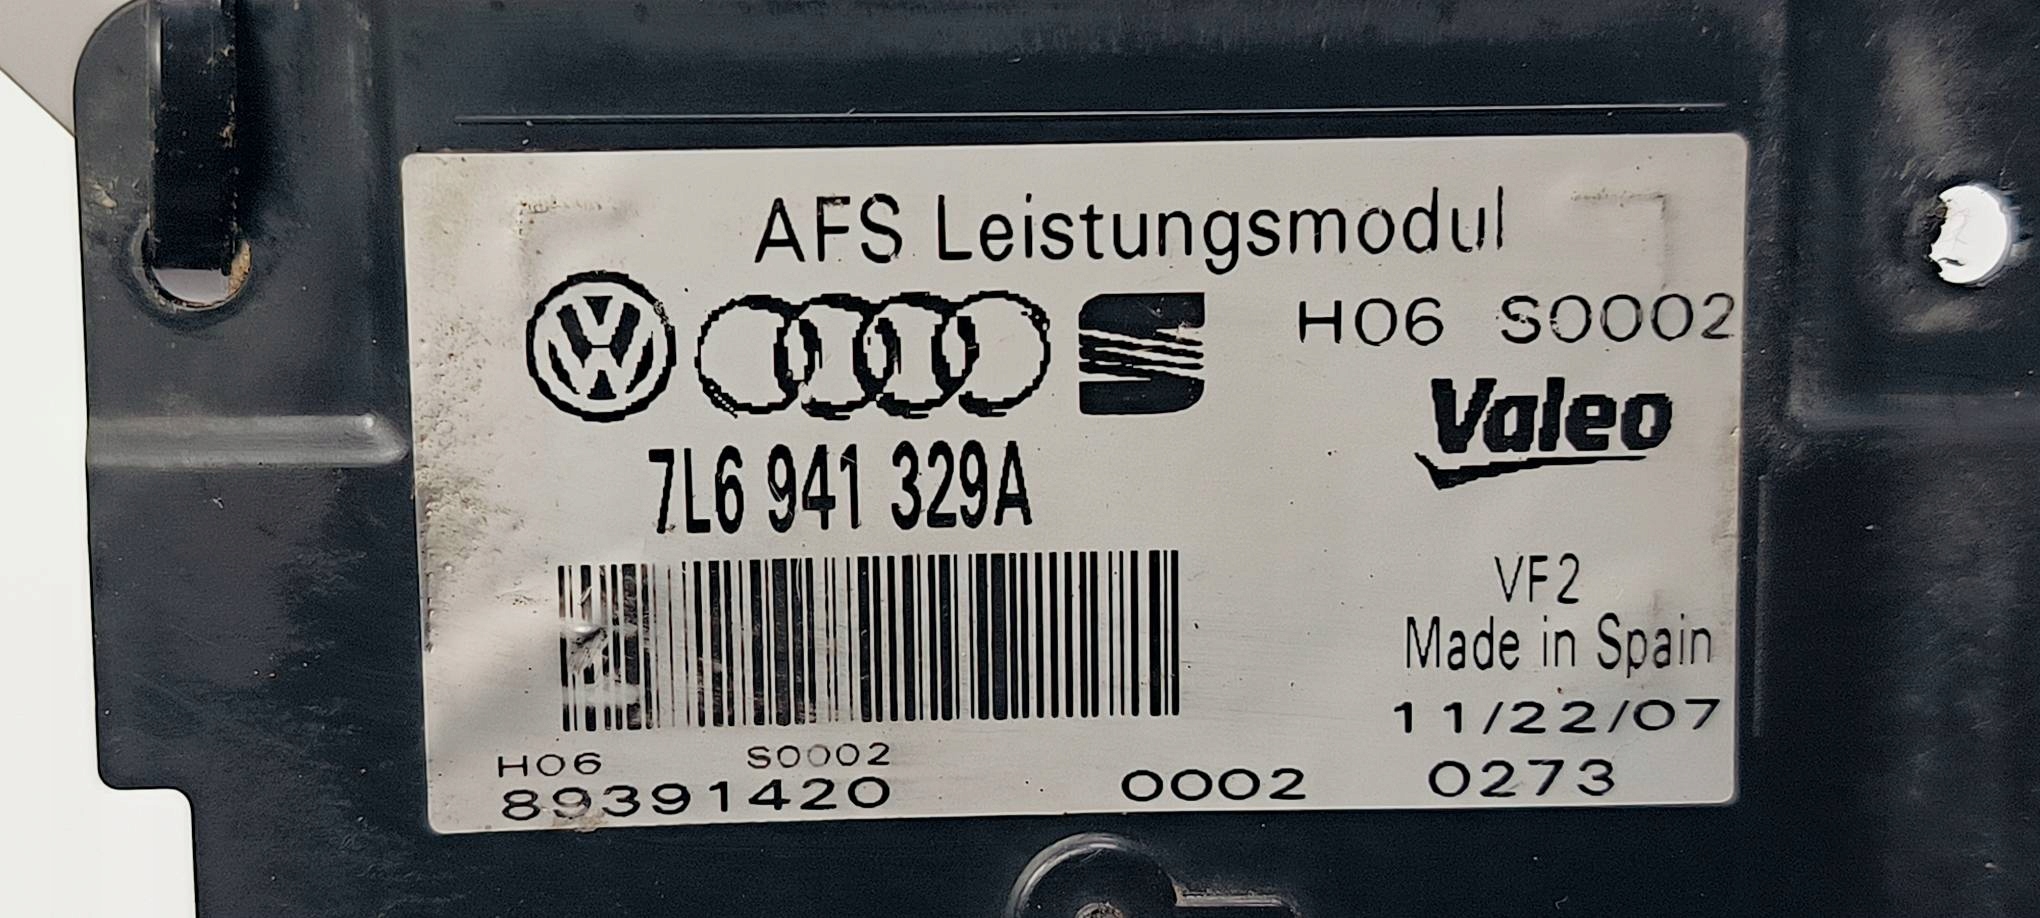 AFS Leistungsmodul
H06 S0002
Valeo
7L6 941 329A
VF2
Made in Spain
11/22/07
H06 S0002
89391420 0002 0273